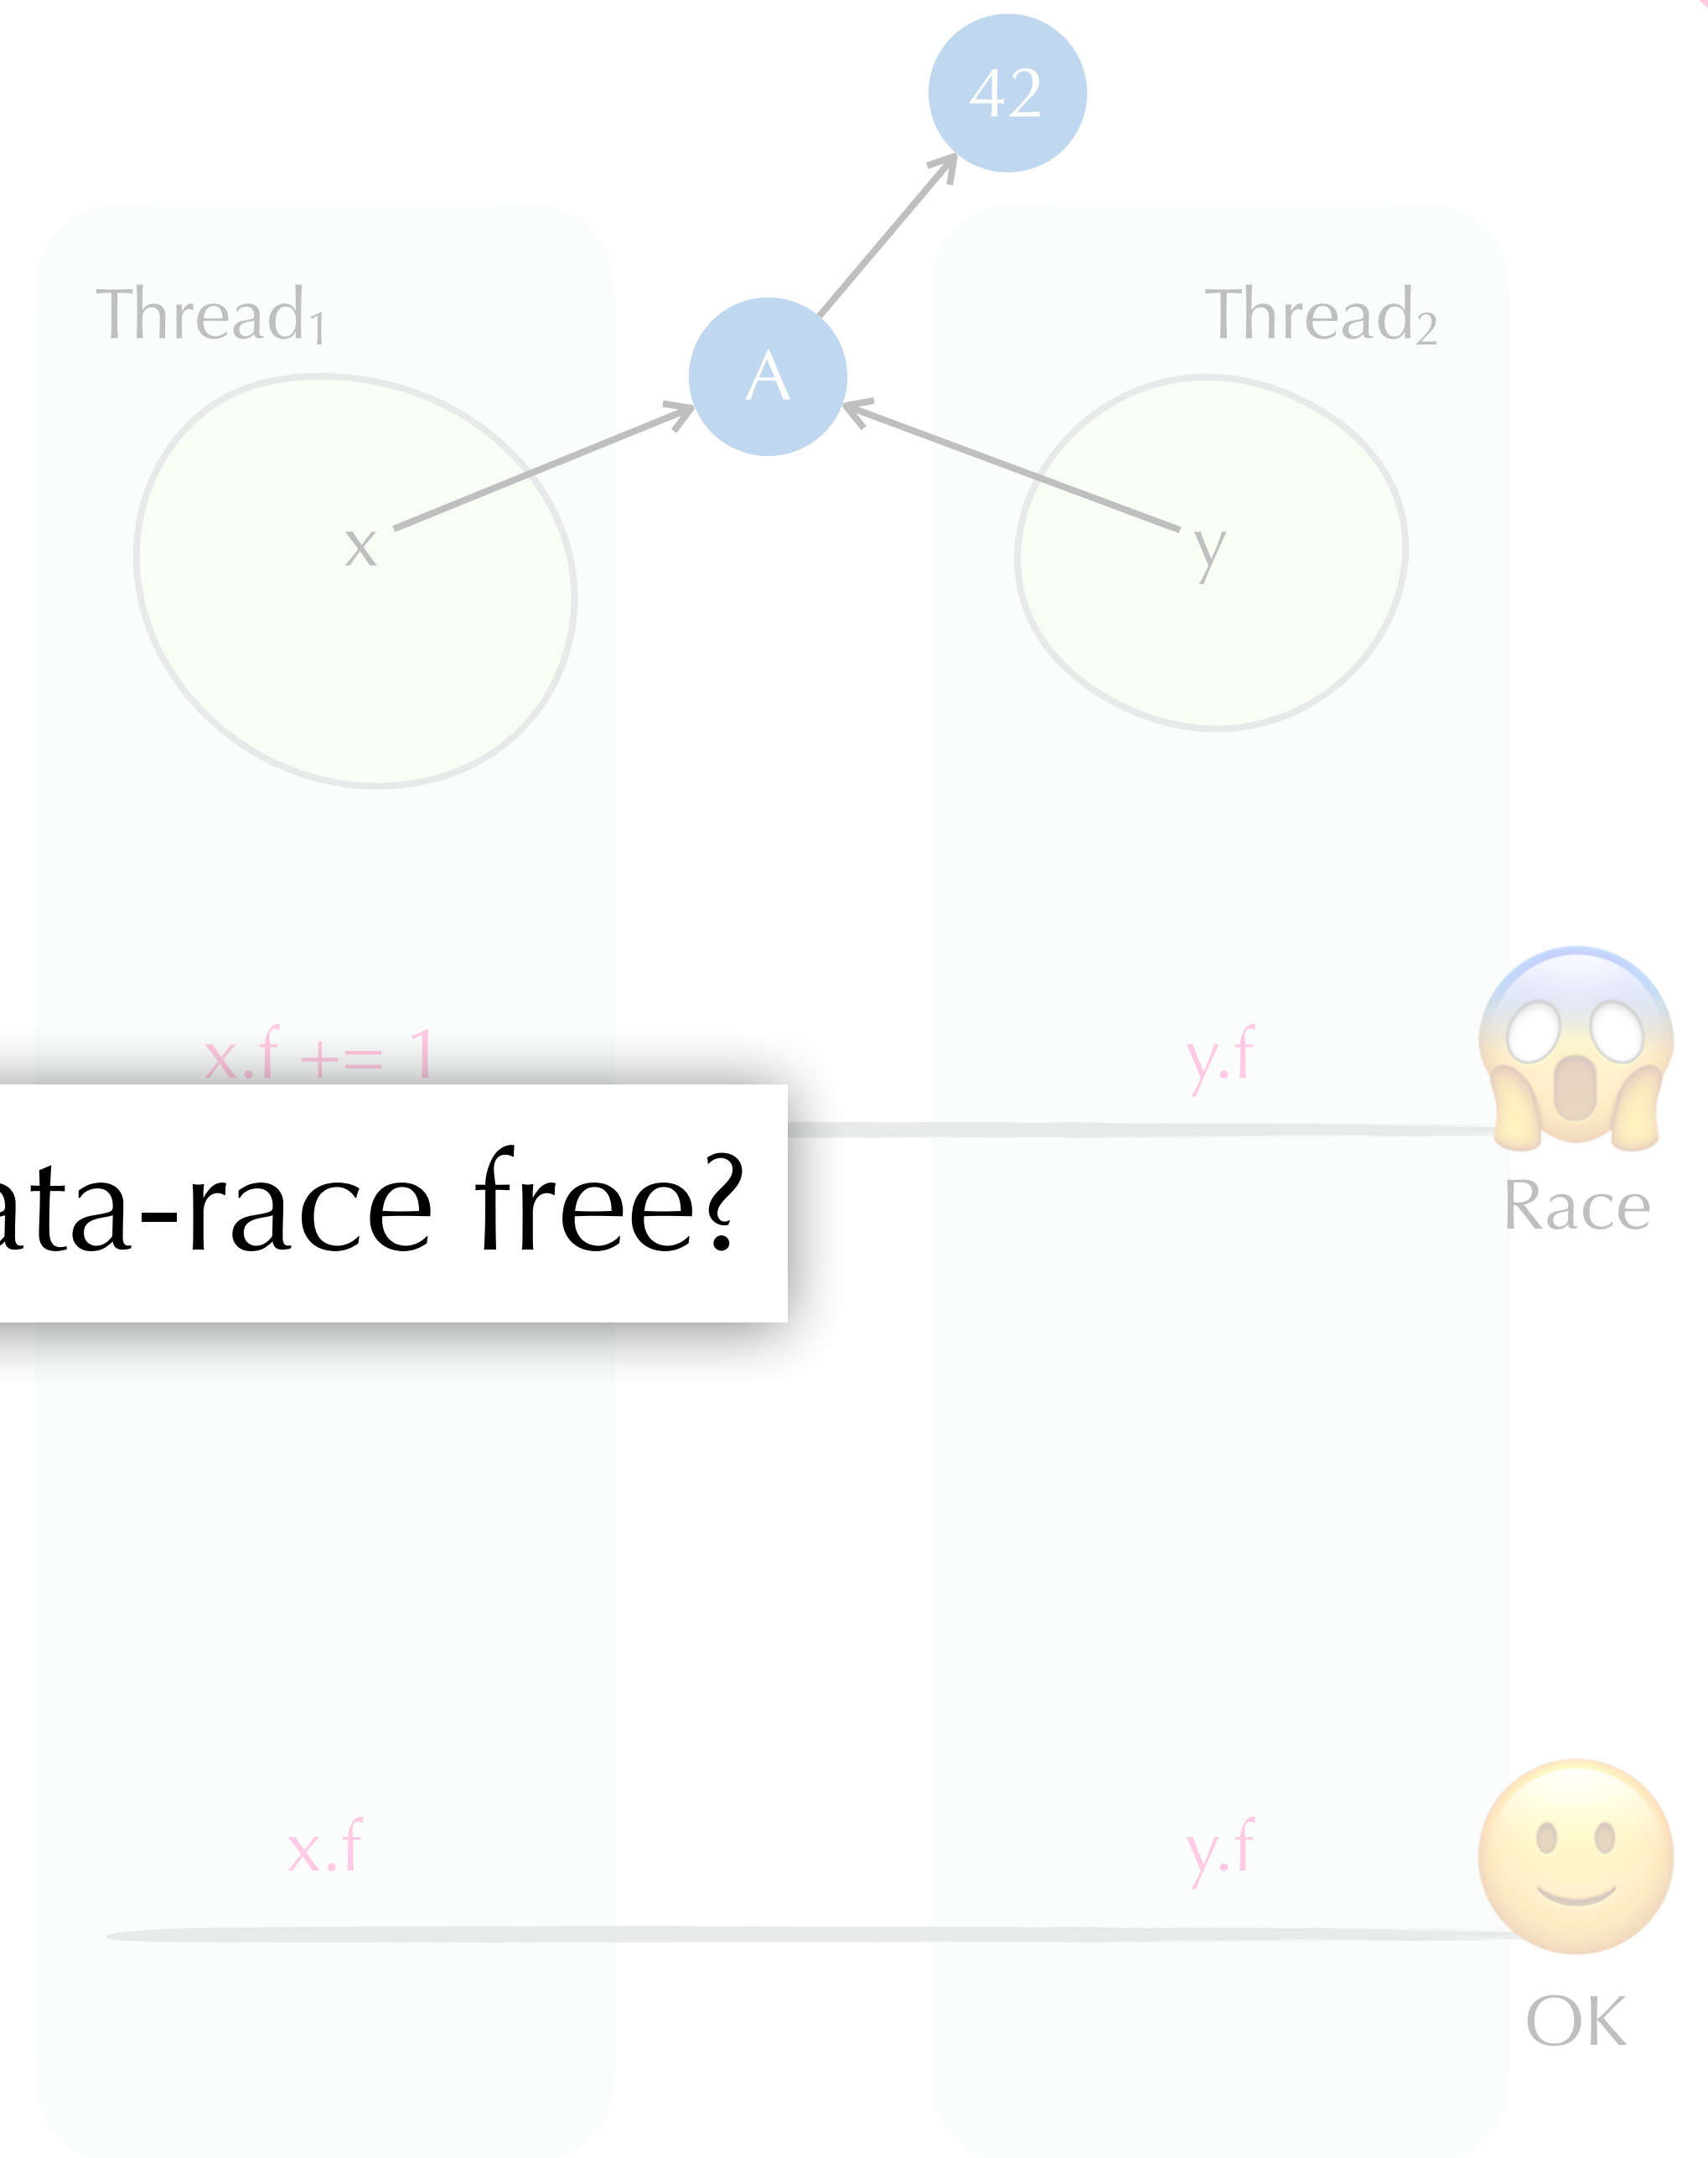 42
Thread1 Thread2
A
x y
x.f += 1 y.f
ata-race free?
Race
x.f y.f
OK